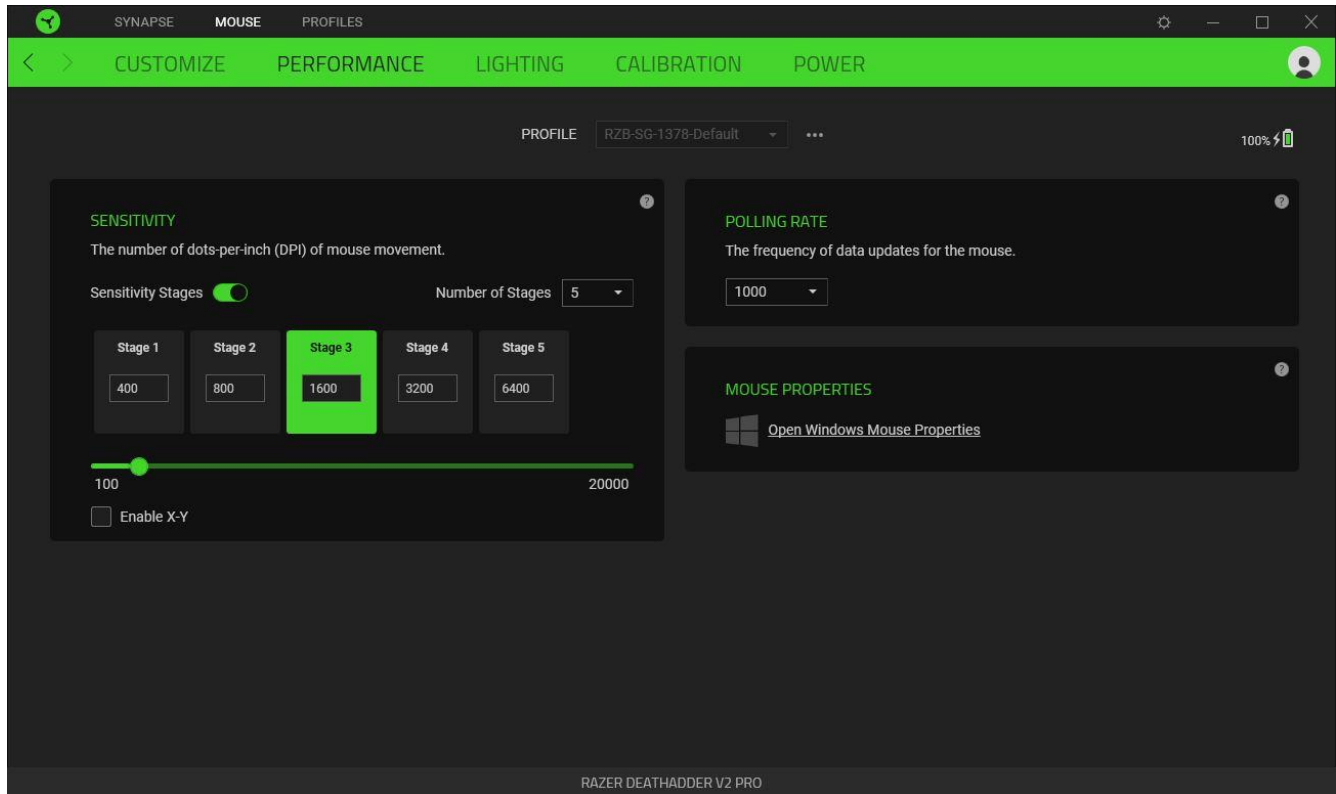 SYNAPSE MOUSE PROFILES
CUSTOMIZE PERFORMANCE LIGHTING CALIBRATION POWER
PROFILE RZB-SG-1378-Default
100%
SENSITIVITY
The number of dots-per-inch (DPI) of mouse movement.
Sensitivity Stages Number of Stages 5
Stage 1 Stage 2 Stage 3 Stage 4 Stage 5
400 800 1600 3200 6400
100 20000
Enable X-Y
POLLING RATE
The frequency of data updates for the mouse.
1000
MOUSE PROPERTIES
Open Windows Mouse Properties
RAZER DEATHADDER V2 PRO